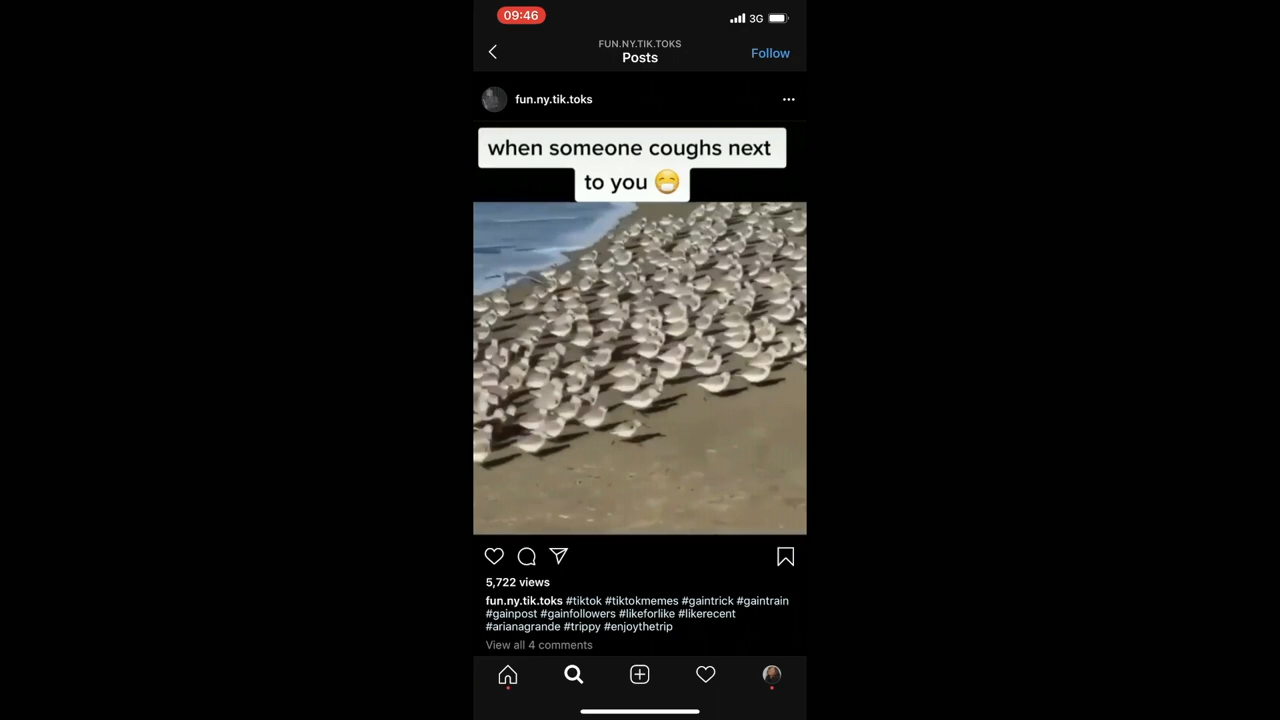 09:46
3G
FUN.NY.TIK.TOKS
Posts
Follow
fun.ny.tik.toks
when someone coughs next
to you 😷
5,722 views
fun.ny.tik.toks #tiktok #tiktokmemes #gaintrick #gaintrain
#gainpost #gainfollowers #likeforlike #likerecent
#arianagrande #trippy #enjoythetrip
View all 4 comments